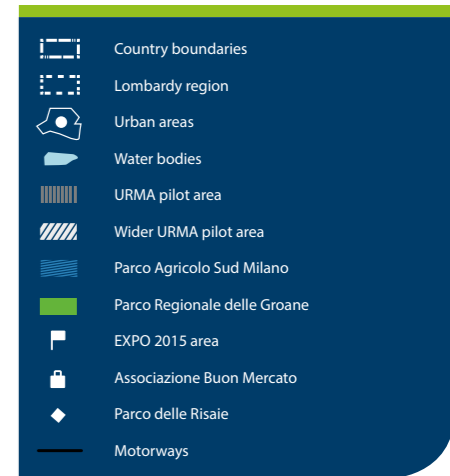 Country boundaries
Lombardy region
Urban areas
Water bodies
URMA pilot area
Wider URMA pilot area
Parco Agricolo Sud Milano
Parco Regionale delle Groane
EXPO 2015 area
Associazione Buon Mercato
Parco delle Risaie
Motorways